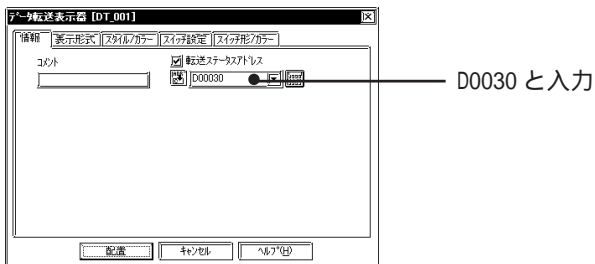 データ転送表示器 [DT_001]
情報 表示形式 スタイル/カラー スイッチ設定 スイッチ形/カラー
コメント
転送ステータスアドレス
D00030
D0030 と入力
配置 キャンセル ヘルプ(H)